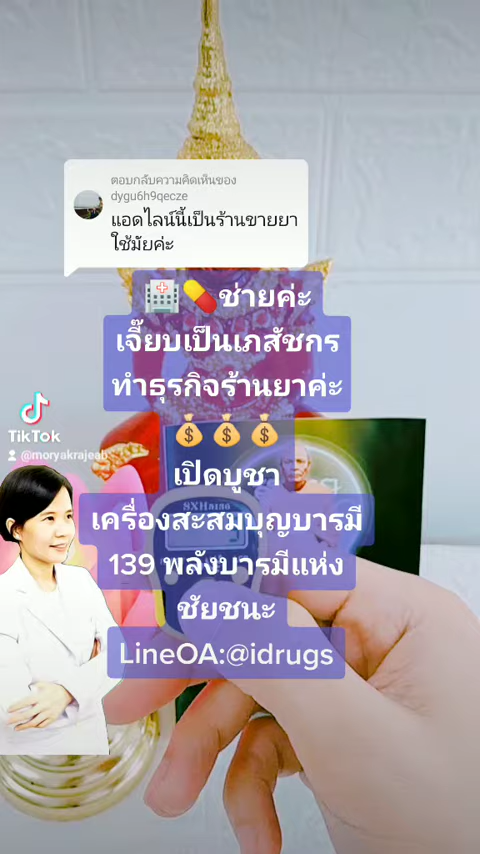 ตอบกลับความคิดเห็นของ
dygu6h9qecze
แอดไลน์นี้เป็นร้านขายยา
ใช้มัยค่ะ
🏥💊ช่ายค่ะ
เจี๊ยบเป็นเภสัชกร
ทำธุรกิจร้านยาค่ะ
💰💰💰
เปิดบูชา
เครื่องสะสมบุญบารมี
139 พลังบารมีแห่ง
ชัยชนะ
LineOA:@idrugs
TikTok
@moryakrajeab